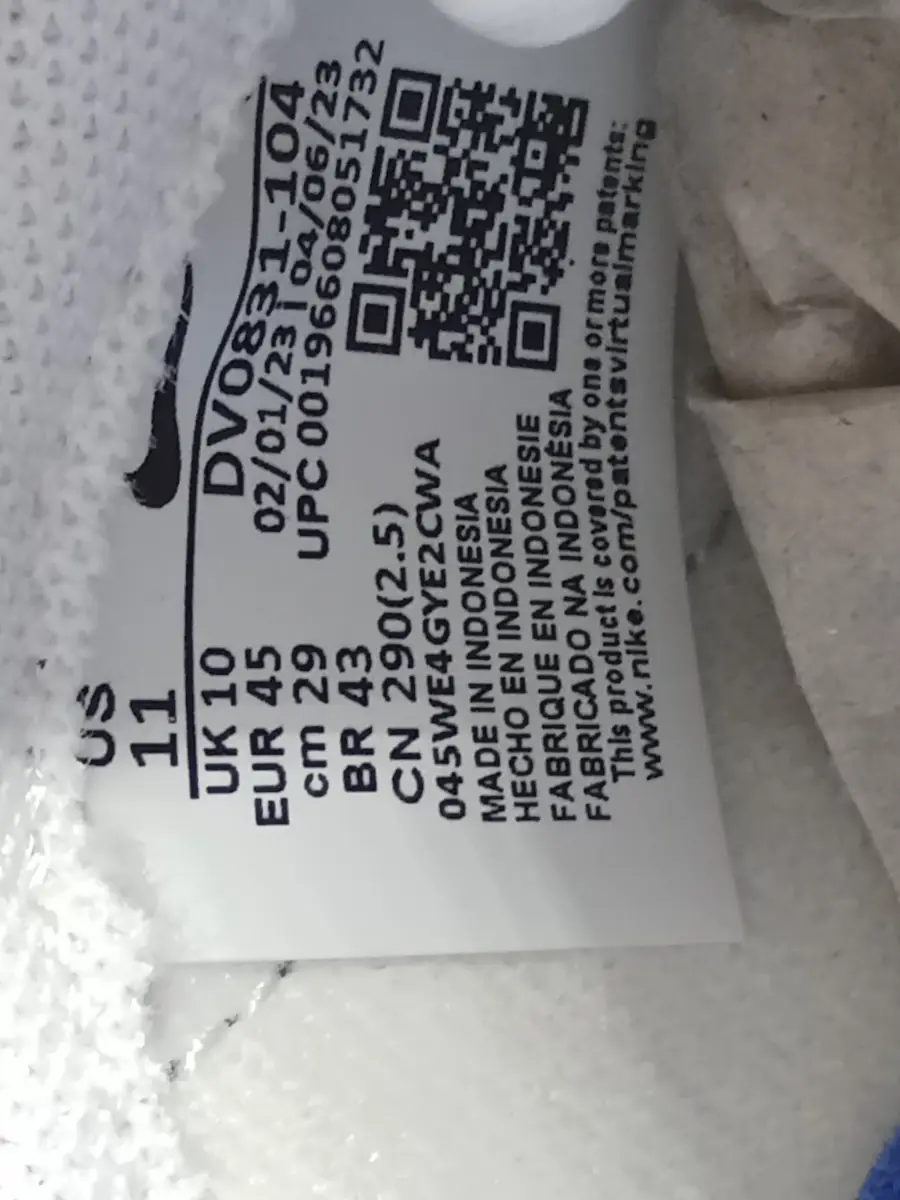 US
11
UK 10
EUR 45
cm 29
BR 43
CN 290(2.5)
DV0831-104
02/01/23 | 04/06/23
UPC 00196608051732
045WE4GYE2CWA
MADE IN INDONESIA
HECHO EN INDONESIA
FABRIQUE EN INDONESIE
FABRICADO NA INDONÉSIA
This product is covered by one or more patents:
www.nike.com/patentsvirtualmarking